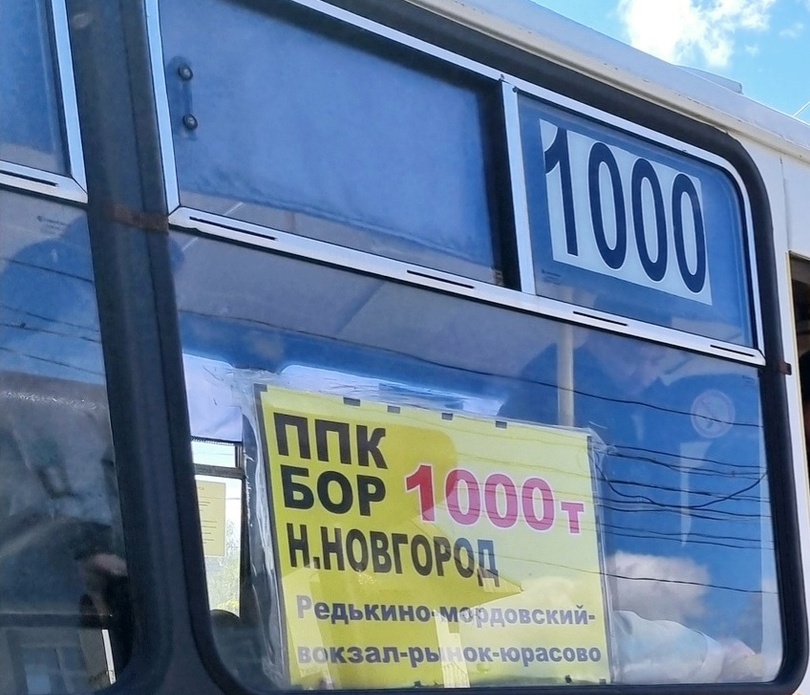 1000
ППК
БОР 1000т
Н.НОВГОРОД
Редькино-мордовский-
вокзал-рынок-юрасово